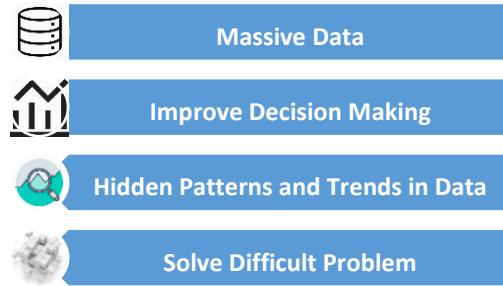 Massive Data
Improve Decision Making
Hidden Patterns and Trends in Data
Solve Difficult Problem